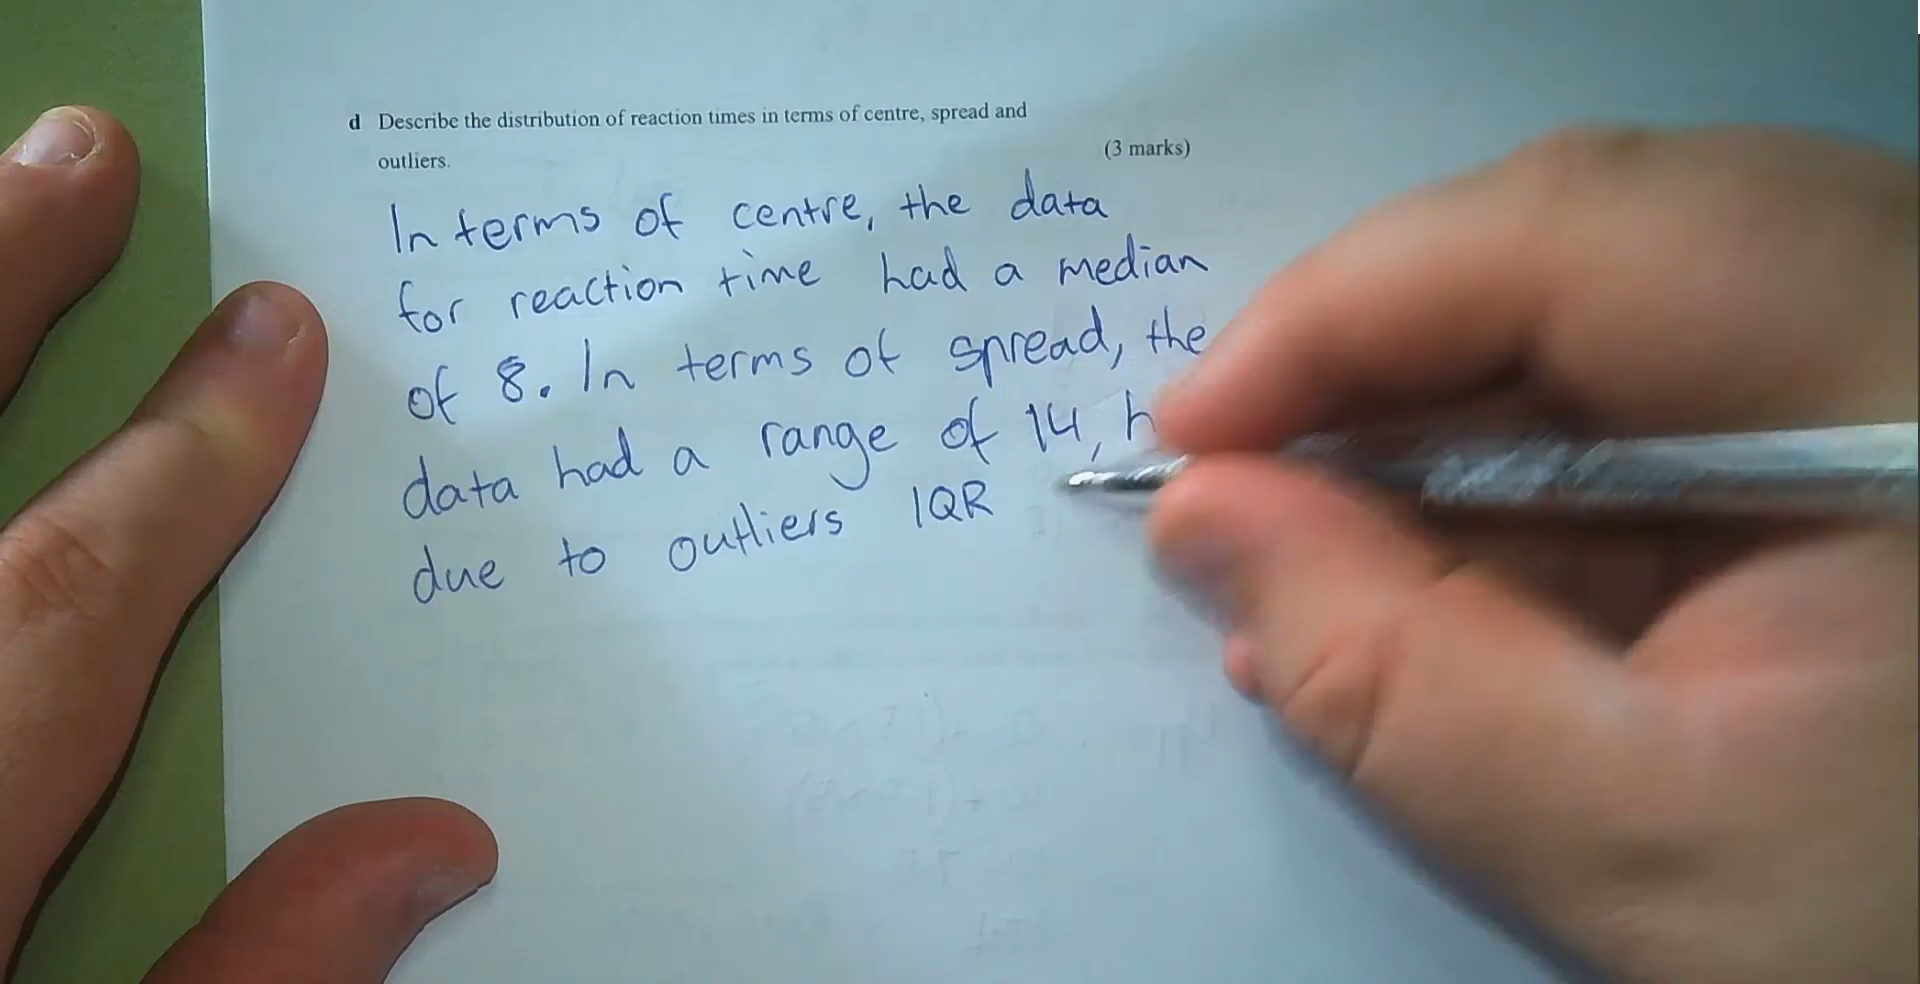 d Describe the distribution of reaction times in terms of centre, spread and
outliers.
(3 marks)
In terms of centre, the data
for reaction time had a median
of 8. In terms of spread, the
data had a range of 14,
due to outliers IQR